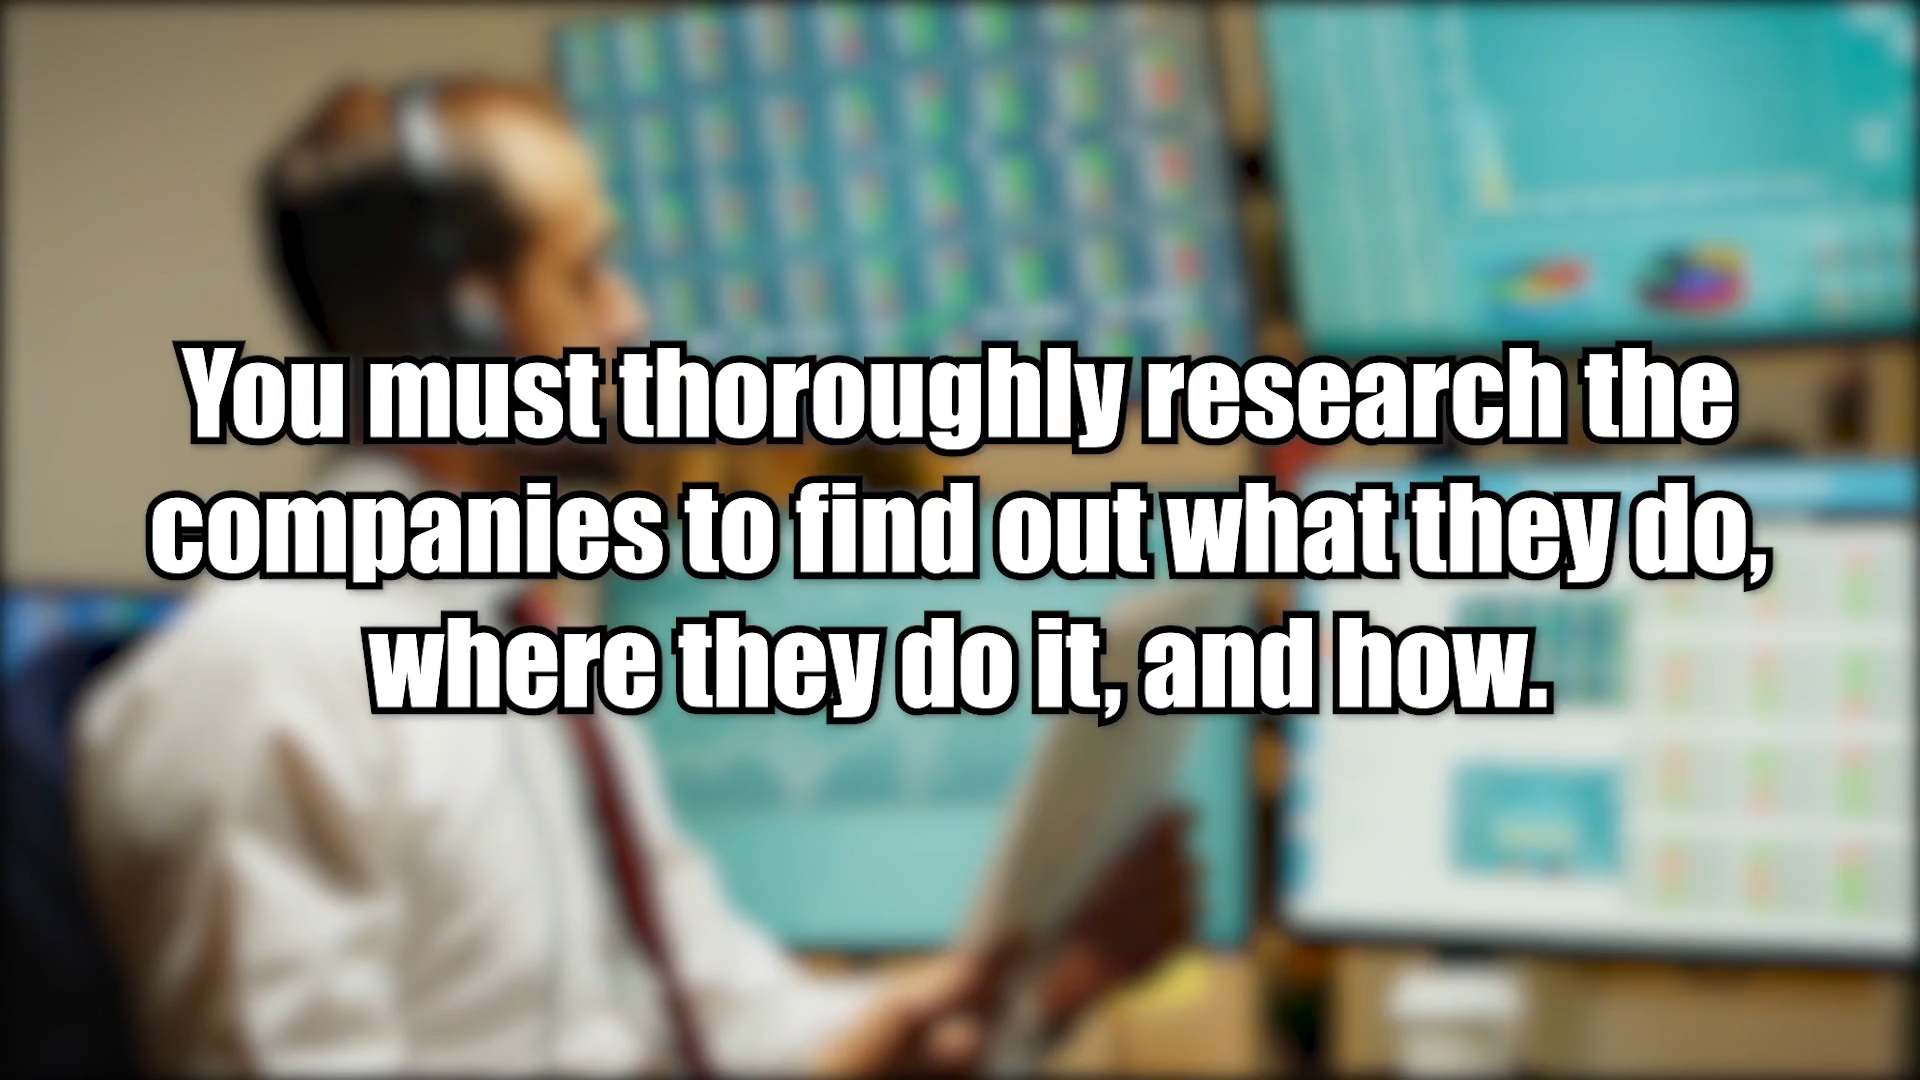 You must thoroughly research the
companies to find out what they do,
where they do it, and how.